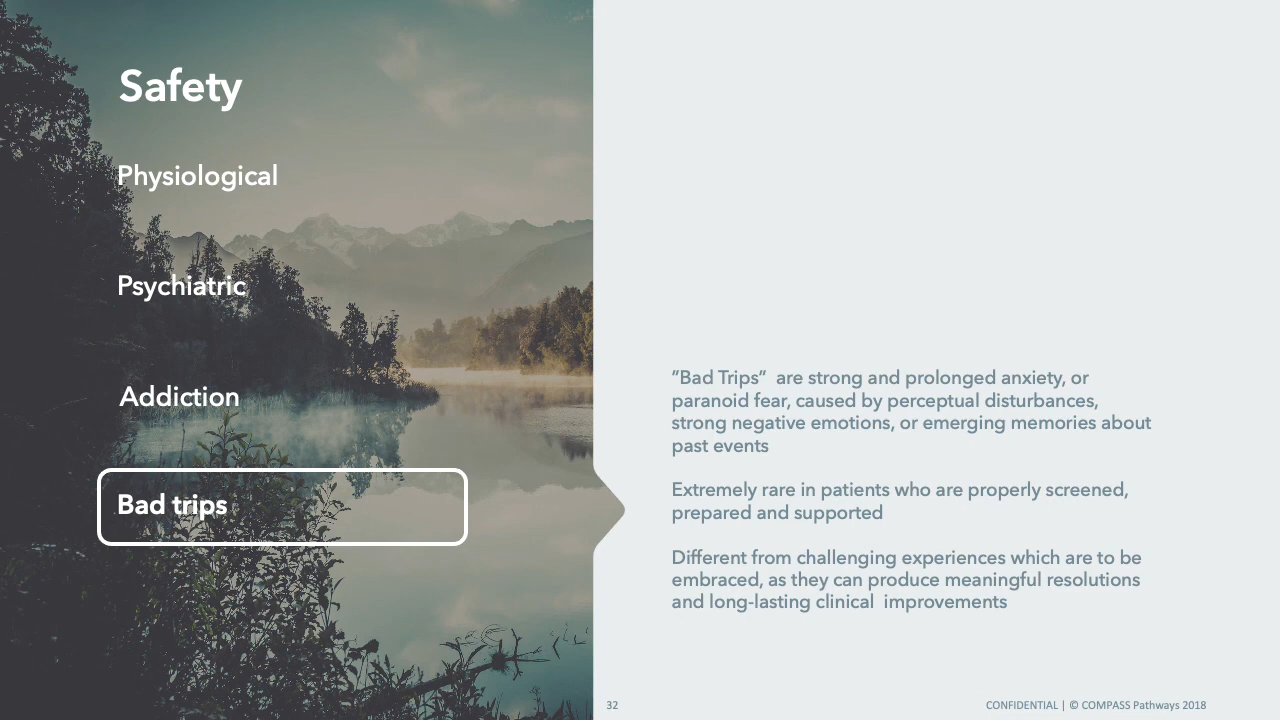 Safety
Physiological
Psychiatric
Addiction
Bad trips
“Bad Trips”  are strong and prolonged anxiety, or
paranoid fear, caused by perceptual disturbances,
strong negative emotions, or emerging memories about
past events
Extremely rare in patients who are properly screened,
prepared and supported
Different from challenging experiences which are to be
embraced, as they can produce meaningful resolutions
and long-lasting clinical  improvements
32
CONFIDENTIAL | © COMPASS Pathways 2018